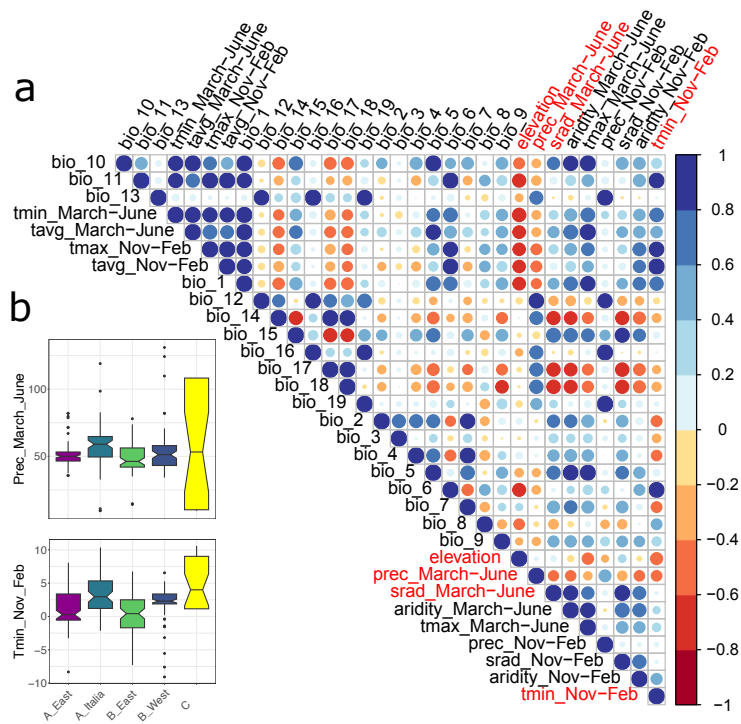 a
bio_10
bio_11
bio_13
tmin_March−June
tavg_March−June
tmax_Nov−Feb
tavg_Nov−Feb
bio_1
bio_12
bio_14
bio_15
bio_16
bio_17
bio_18
bio_19
bio_2
bio_3
bio_4
bio_5
bio_6
bio_7
bio_8
bio_9
elevation
prec_March−June
srad_March−June
aridity_March−June
tmax_March−June
prec_Nov−Feb
srad_Nov−Feb
aridity_Nov−Feb
tmin_Nov−Feb
bio_10
bio_11
bio_13
tmin_March−June
tavg_March−June
tmax_Nov−Feb
tavg_Nov−Feb
bio_1
bio_12
bio_14
bio_15
bio_16
bio_17
bio_18
bio_19
bio_2
bio_3
bio_4
bio_5
bio_6
bio_7
bio_8
bio_9
elevation
prec_March−June
srad_March−June
aridity_March−June
tmax_March−June
prec_Nov−Feb
srad_Nov−Feb
aridity_Nov−Feb
tmin_Nov−Feb
1
0.8
0.6
0.4
0.2
0
−0.2
−0.4
−0.6
−0.8
−1
b
Prec_March_June
100
50
Tmin_Nov_Feb
10
5
0
−5
−10
A_East
A_Italia
B_East
B_West
C